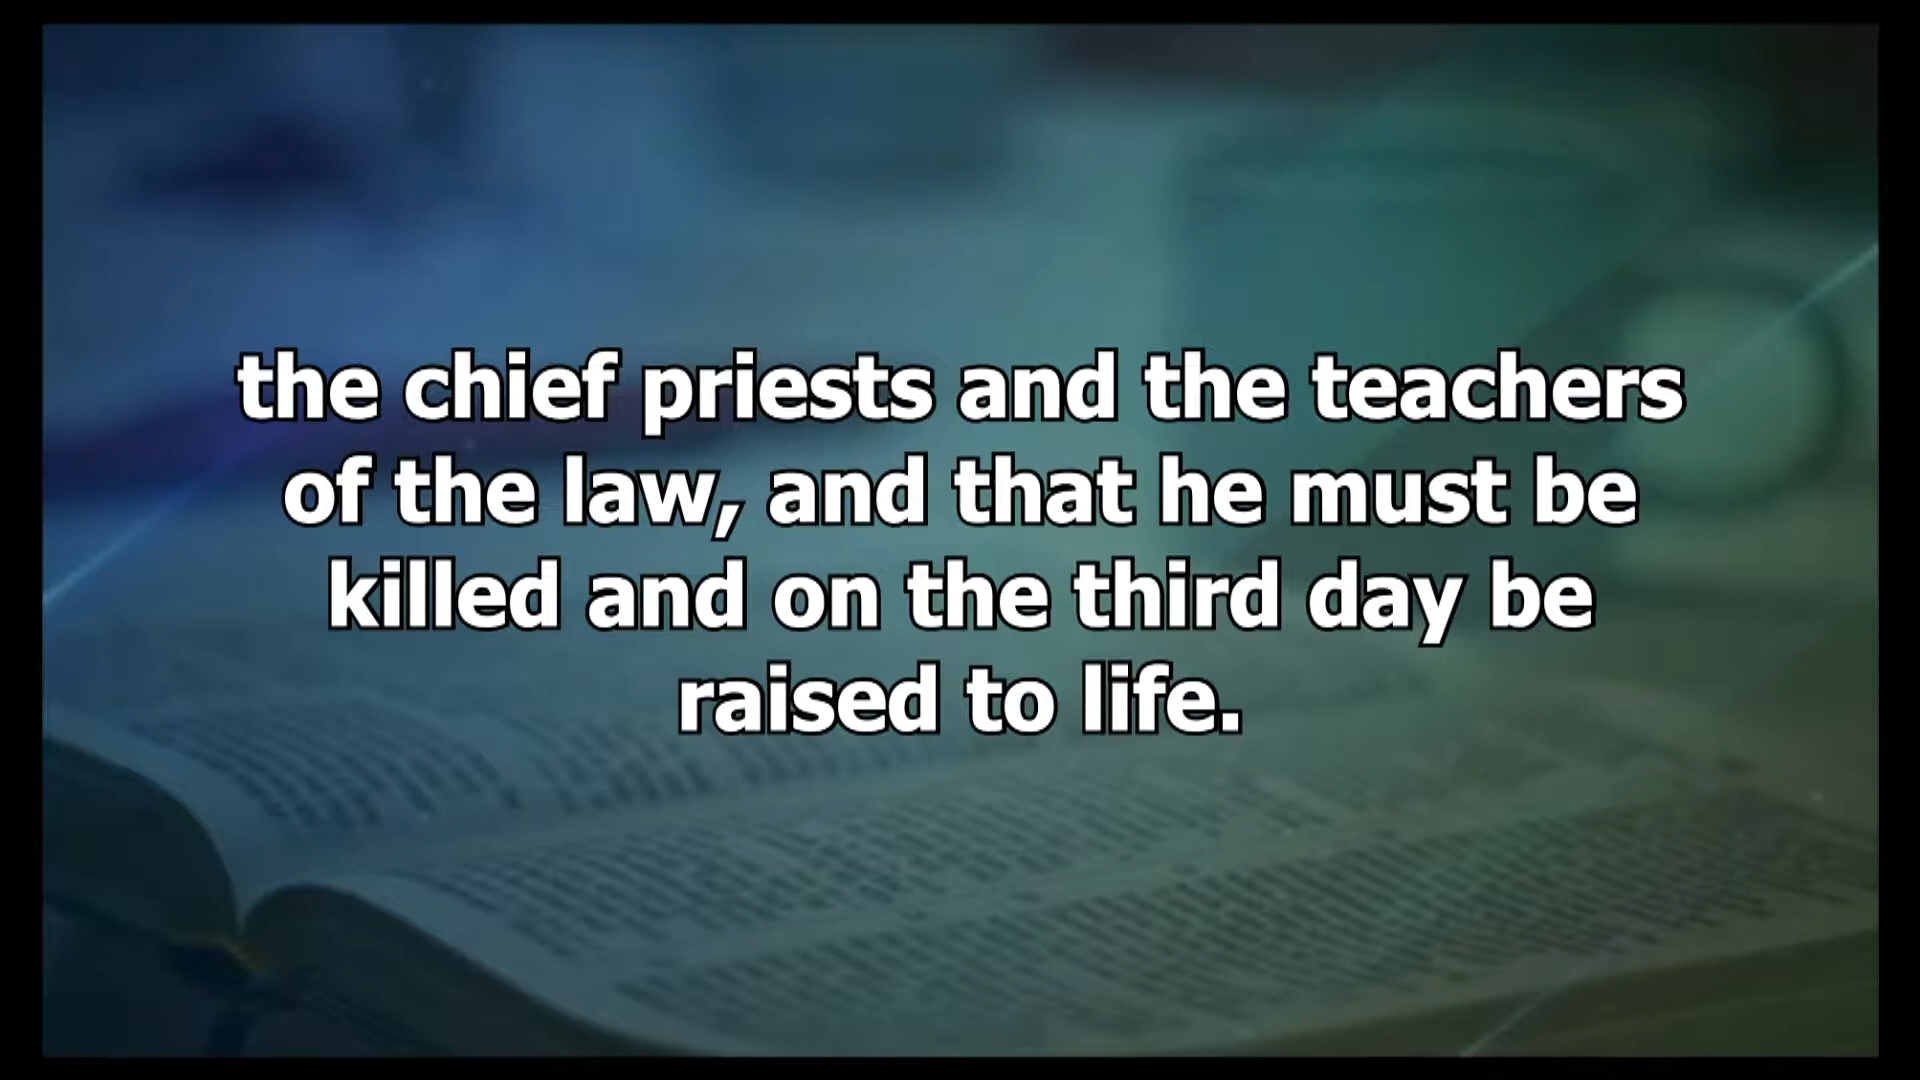 the chief priests and the teachers
of the law, and that he must be
killed and on the third day be
raised to life.